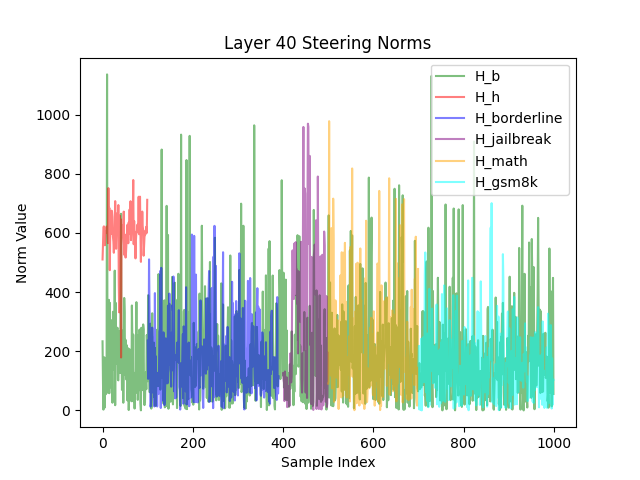 Layer 40 Steering Norms
H_b
H_h
H_borderline
H_jailbreak
H_math
H_gsm8k
Norm Value
1000
800
600
400
200
0
0
200
400
600
800
1000
Sample Index